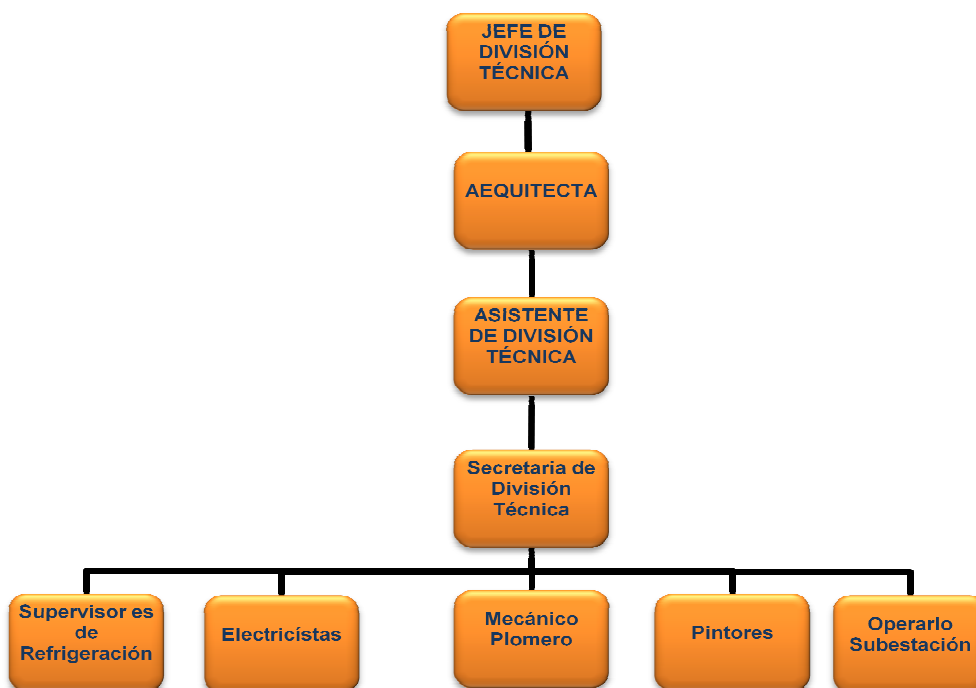 JEFE DE
DIVISIÓN
TÉCNICA
AEQUITECTA
ASISTENTE
DE DIVISIÓN
TÉCNICA
Secretaria de
División
Técnica
Supervisor es
de
Refrigeración
Electricístas
Mecánico
Plomero
Pintores
Operarlo
Subestación